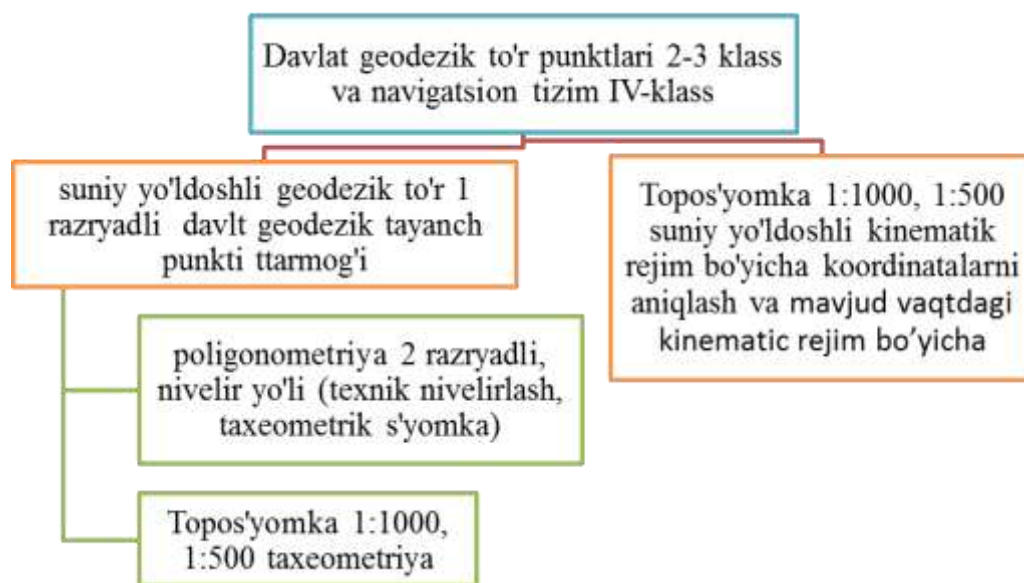 Davlat geodezik to'r punktlari 2-3 klass
va navigatsion tizim IV-klass
suniy yo'ldoshli geodezik to'r 1
razryadli davlt geodezik tayanch
punkti ttarmog'i
Topos'yomka 1:1000, 1:500
suniy yo'ldoshli kinematik
rejim bo'yicha koordinatalarni
aniqlash va mavjud vaqtdagi
kinematic rejim bo’yicha
poligonometriya 2 razryadli,
nivelir yo'li (texnik nivelirlash,
taxeometrik s'yomka)
Topos'yomka 1:1000,
1:500 taxeometriya